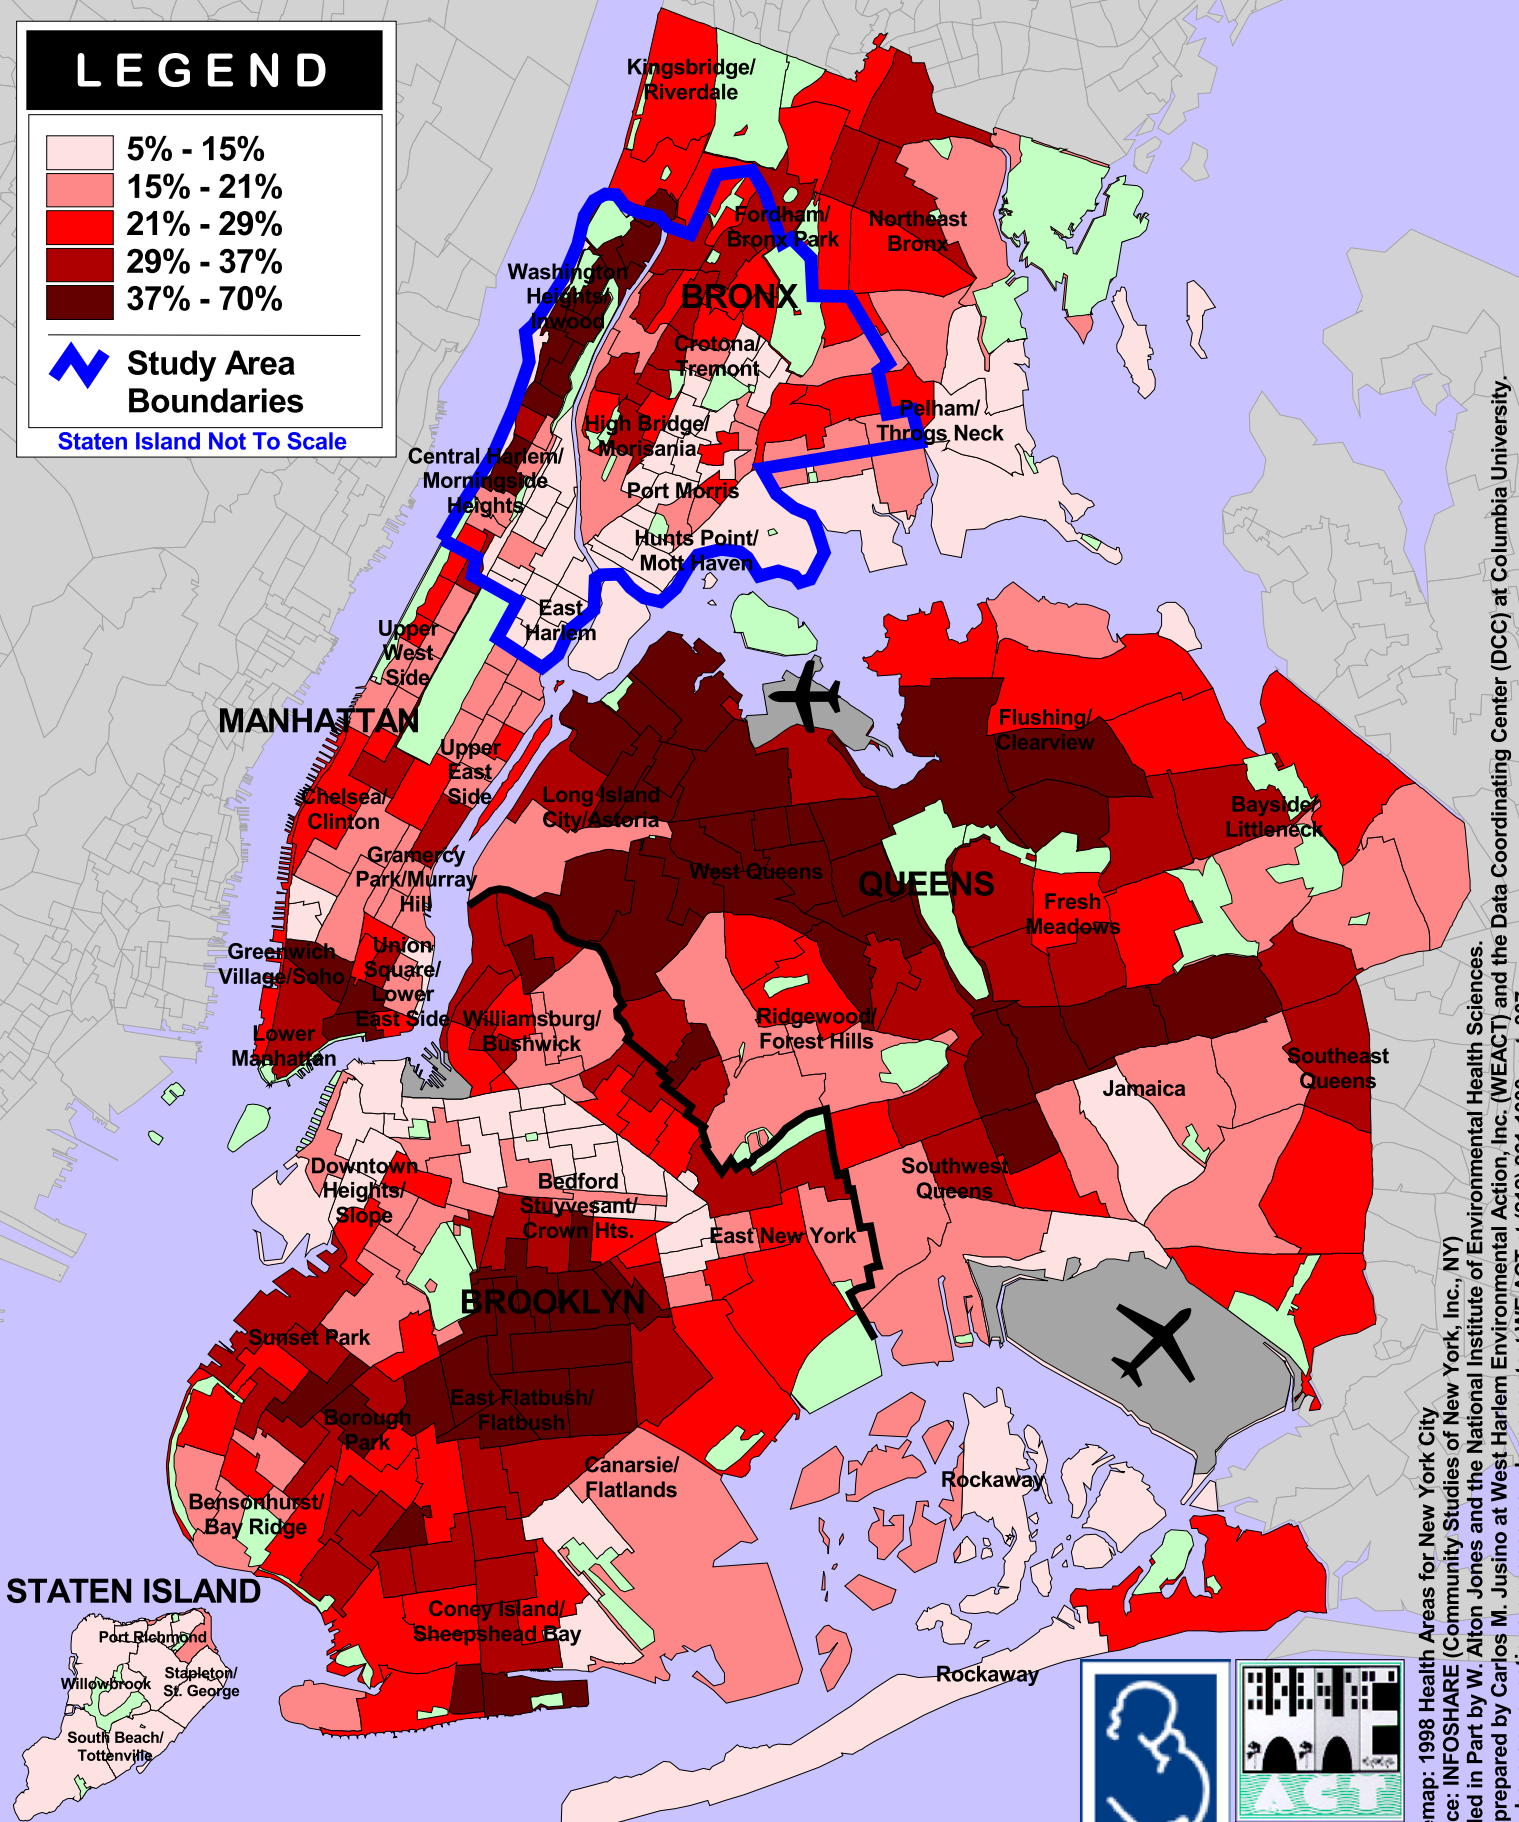 LEGEND
5% - 15%
15% - 21%
21% - 29%
29% - 37%
37% - 70%
Study Area
Boundaries
Staten Island Not To Scale
Kingsbridge/
Riverdale
Fordham/
Bronx Park
Northeast
Bronx
Washington
Heights/
Inwood
BRONX
Crotona/
Tremont
High Bridge/
Morisania
Pelham/
Throgs Neck
Central Harlem/
Morningside
Heights
Port Morris
Hunts Point/
Mott Haven
East
Harlem
Upper
West
Side
MANHATTAN
Upper
East
Side
Flushing/
Clearview
Chelsea/
Clinton
Long Island
City/Astoria
Bayside/
Littleneck
Gramercy
Park/Murray
Hill
West Queens
QUEENS
Fresh
Meadows
Greenwich
Village/Soho
Union
Square/
Lower
East Side
Lower
Manhattan
Williamsburg/
Bushwick
Ridgewood/
Forest Hills
Southeast
Queens
Jamaica
Downtown
Heights/
Slope
Bedford
Stuyvesant/
Crown Hts.
Southwest
Queens
East New York
BROOKLYN
Sunset Park
Borough
Park
East Flatbush/
Flatbush
Canarsie/
Flatlands
Rockaway
Bensonhurst/
Bay Ridge
Coney Island/
Sheepshead Bay
Rockaway
STATEN ISLAND
Port Richmond
Willowbrook
Stapleton/
St. George
South Beach/
Tottenville
ACT
emap: 1998 Health Areas for New York City
ce: INFOSHARE (Community Studies of New York, Inc., NY)
led in Part by W. Alton Jones and the National Institute of Environmental Health Sciences.
prepared by Carlos M. Jusino at West Harlem Environmental Action, Inc. (WEACT) and the Data Coordinating Center (DCC) at Columbia University.